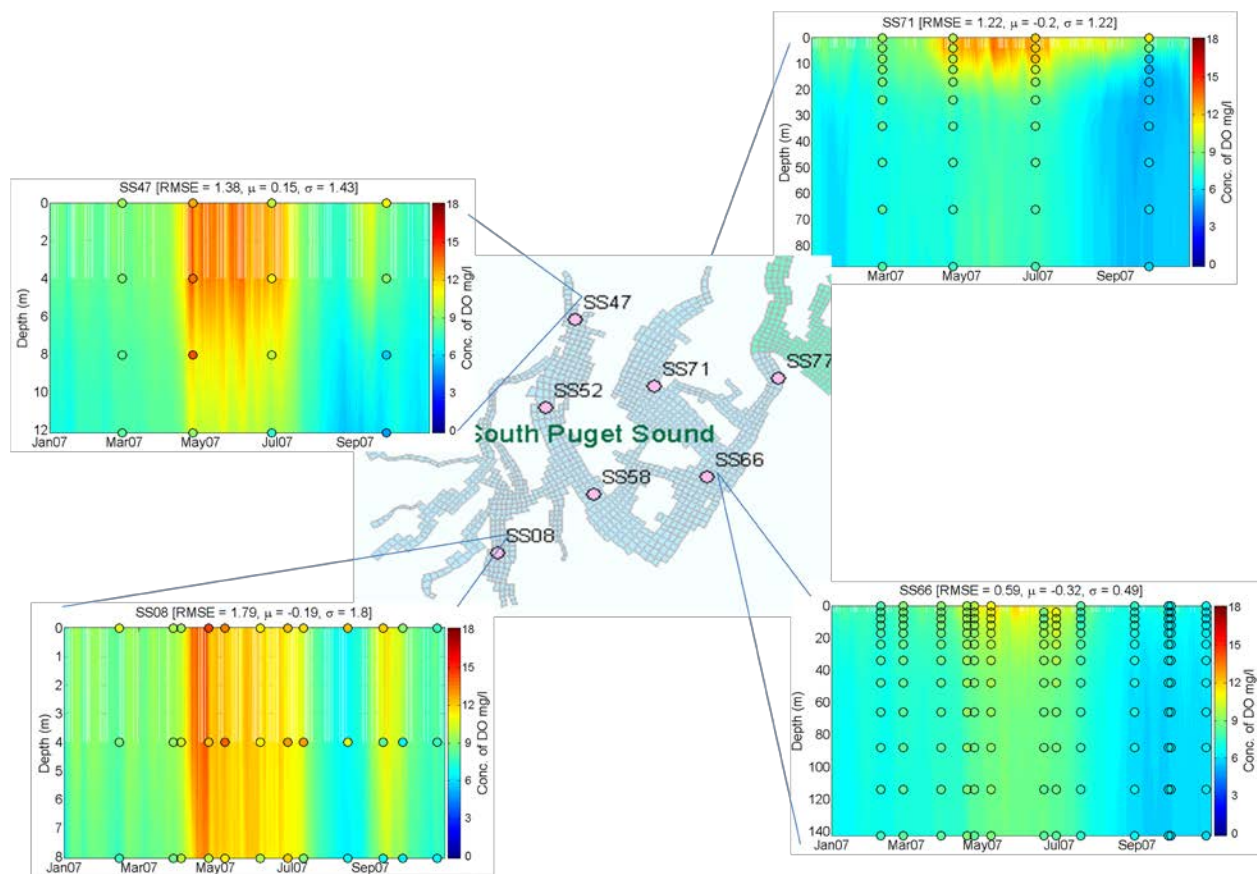 SS71 [RMSE = 1.22, μ = -0.2, σ = 1.22]
0
10
20
30
40
50
60
70
80
Depth (m)
Mar07 May07 Jul07 Sep07
18
15
12
9
6
3
0
Conc. of DO mg/l
SS47 [RMSE = 1.38, μ = 0.15, σ = 1.43]
0
2
4
6
8
10
12
Depth (m)
Jan07 Mar07 May07 Jul07 Sep07
18
15
12
9
6
3
0
Conc. of DO mg/l
SS47
SS71
SS77
SS52
South Puget Sound
SS66
SS58
SS08
SS08 [RMSE = 1.79, μ = -0.19, σ = 1.8]
0
1
2
3
4
5
6
7
8
Depth (m)
Jan07 Mar07 May07 Jul07 Sep07
18
15
12
9
6
3
0
Conc. of DO mg/l
SS66 [RMSE = 0.59, μ = -0.32, σ = 0.49]
0
20
40
60
80
100
120
140
Depth (m)
Jan07 Mar07 May07 Jul07 Sep07
18
15
12
9
6
3
0
Conc. of DO mg/l